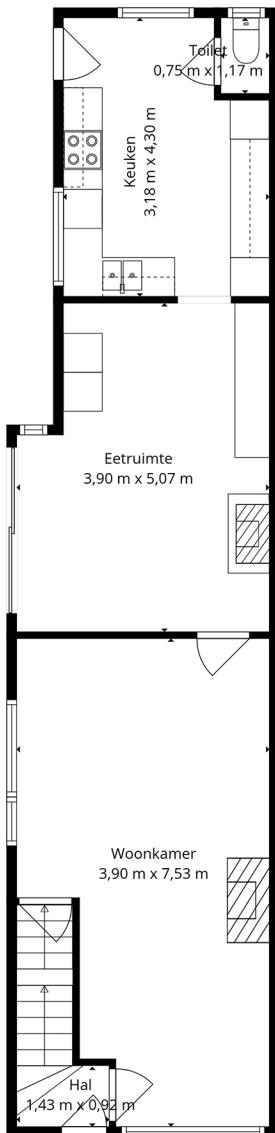 Toilet
0,75 m x 1,17 m
Keuken
3,18 m x 4,30 m
Eetruimte
3,90 m x 5,07 m
Woonkamer
3,90 m x 7,53 m
Hal
1,43 m x 0,92 m